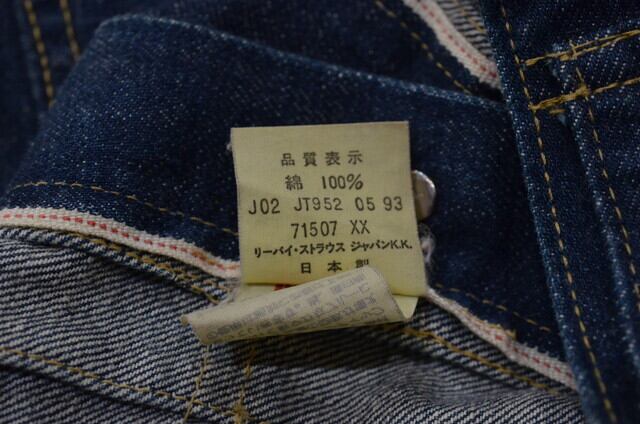 品質表示
綿 100%
J02 JT952 05 93
71507 XX
リーバイ・ストラウス ジャパンK.K.
日本製